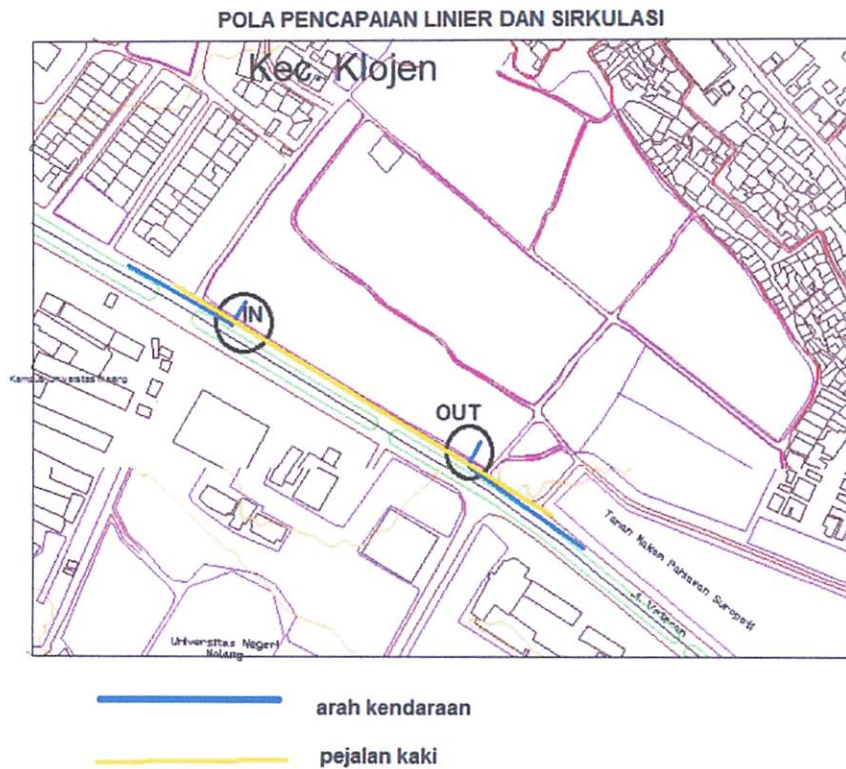 POLA PENCAPAIAN LINIER DAN SIRKULASI
Kec. Klojen
IN
OUT
Taman Makam Pahlawan Suropati
Jl. Veteran
Universitas Negeri
Malang
arah kendaraan
pejalan kaki